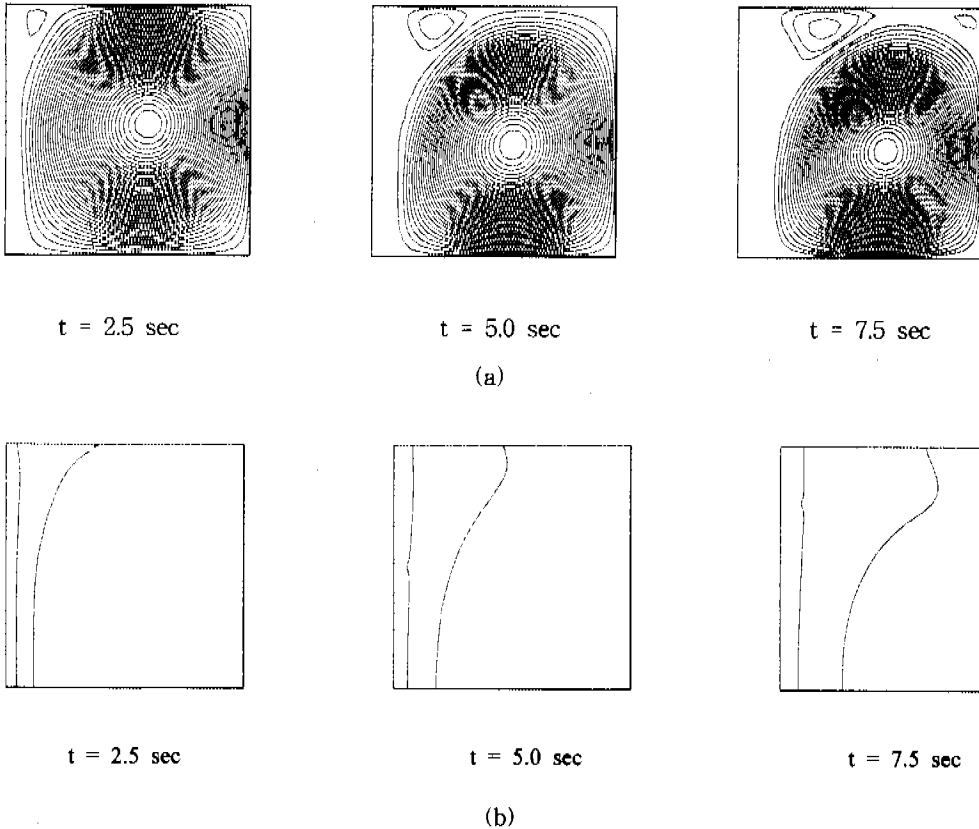 t = 2.5 sec
t = 5.0 sec
t = 7.5 sec
(a)
t = 2.5 sec
t = 5.0 sec
t = 7.5 sec
(b)